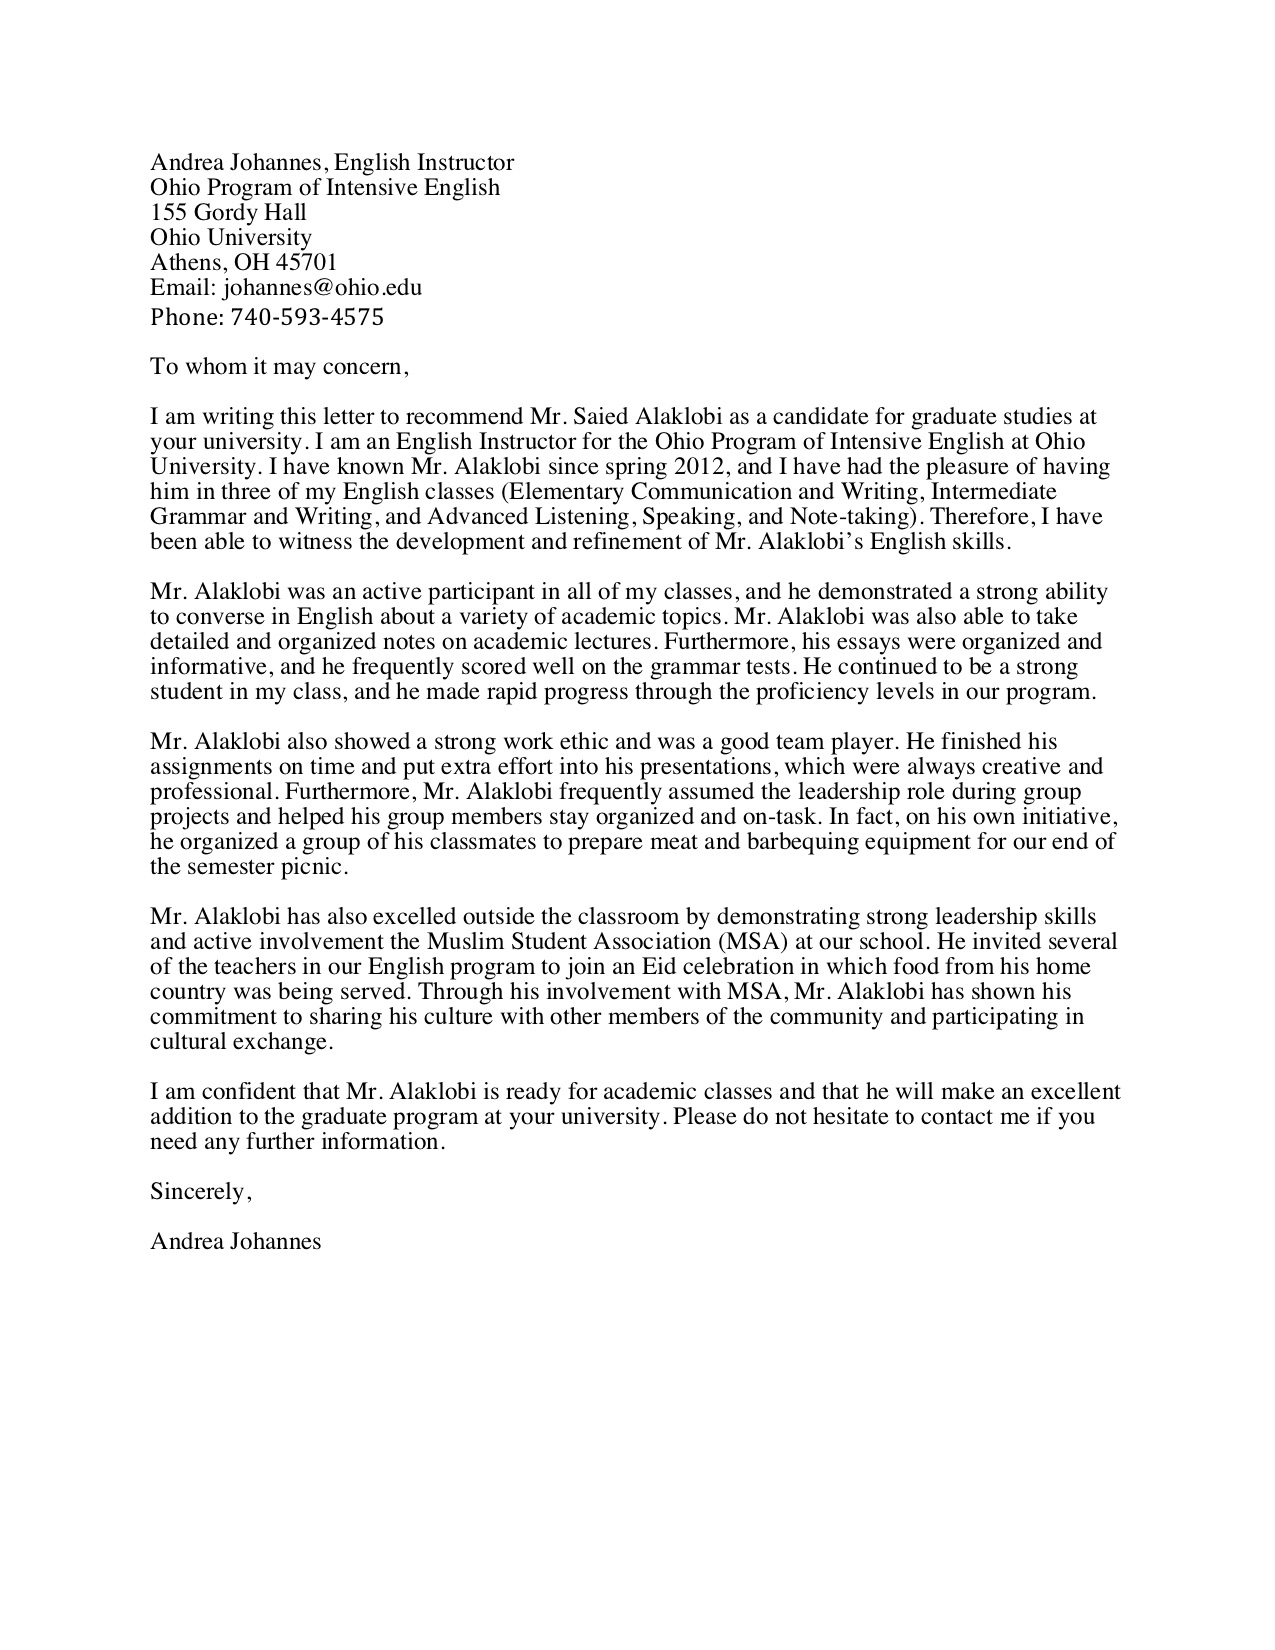 Andrea Johannes, English Instructor
Ohio Program of Intensive English
155 Gordy Hall
Ohio University
Athens, OH 45701
Email: johannes@ohio.edu
Phone: 740-593-4575
To whom it may concern,
I am writing this letter to recommend Mr. Saied Alaklobi as a candidate for graduate studies at
your university. I am an English Instructor for the Ohio Program of Intensive English at Ohio
University. I have known Mr. Alaklobi since spring 2012, and I have had the pleasure of having
him in three of my English classes (Elementary Communication and Writing, Intermediate
Grammar and Writing, and Advanced Listening, Speaking, and Note-taking). Therefore, I have
been able to witness the development and refinement of Mr. Alaklobi’s English skills.
Mr. Alaklobi was an active participant in all of my classes, and he demonstrated a strong ability
to converse in English about a variety of academic topics. Mr. Alaklobi was also able to take
detailed and organized notes on academic lectures. Furthermore, his essays were organized and
informative, and he frequently scored well on the grammar tests. He continued to be a strong
student in my class, and he made rapid progress through the proficiency levels in our program.
Mr. Alaklobi also showed a strong work ethic and was a good team player. He finished his
assignments on time and put extra effort into his presentations, which were always creative and
professional. Furthermore, Mr. Alaklobi frequently assumed the leadership role during group
projects and helped his group members stay organized and on-task. In fact, on his own initiative,
he organized a group of his classmates to prepare meat and barbequing equipment for our end of
the semester picnic.
Mr. Alaklobi has also excelled outside the classroom by demonstrating strong leadership skills
and active involvement the Muslim Student Association (MSA) at our school. He invited several
of the teachers in our English program to join an Eid celebration in which food from his home
country was being served. Through his involvement with MSA, Mr. Alaklobi has shown his
commitment to sharing his culture with other members of the community and participating in
cultural exchange.
I am confident that Mr. Alaklobi is ready for academic classes and that he will make an excellent
addition to the graduate program at your university. Please do not hesitate to contact me if you
need any further information.
Sincerely,
Andrea Johannes